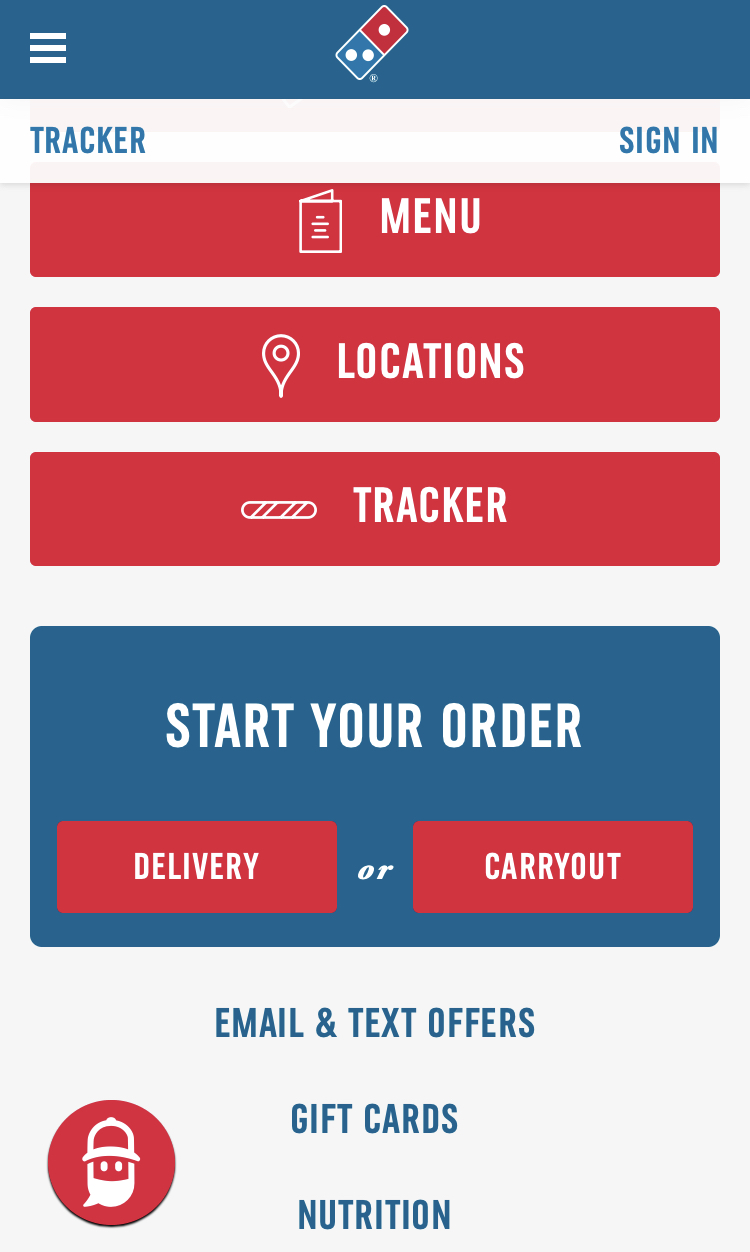 TRACKER SIGN IN
MENU
LOCATIONS
TRACKER
START YOUR ORDER
DELIVERY or CARRYOUT
EMAIL & TEXT OFFERS
GIFT CARDS
NUTRITION